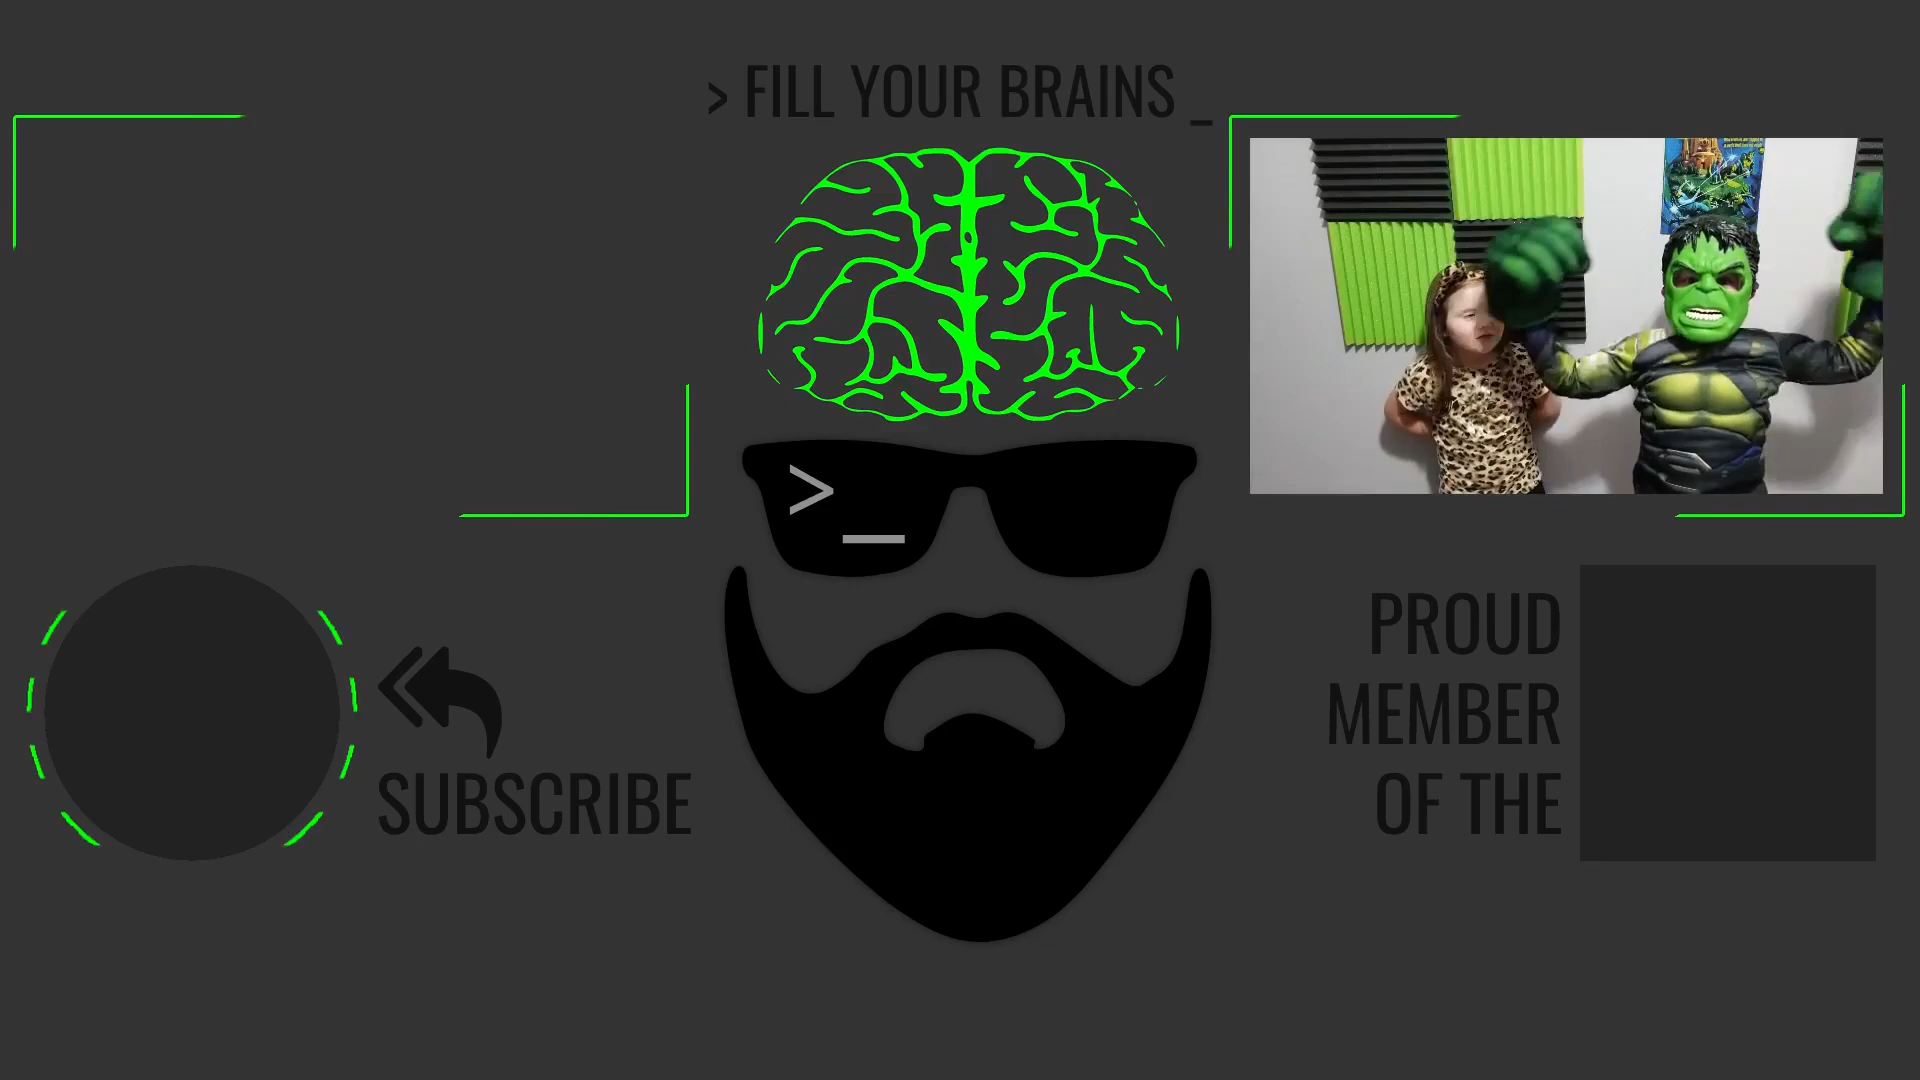 > FILL YOUR BRAINS _
>_
SUBSCRIBE
PROUD
MEMBER
OF THE